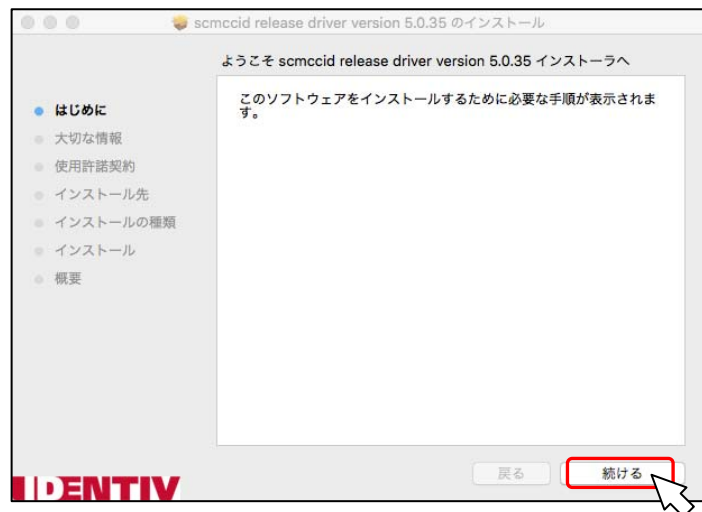 scmccid release driver version 5.0.35 のインストール
ようこそ scmccid release driver version 5.0.35 インストーラへ
はじめに
大切な情報
使用許諾契約
インストール先
インストールの種類
インストール
概要
このソフトウェアをインストールするために必要な手順が表示されま
す。
IDENTIV
戻る
続ける